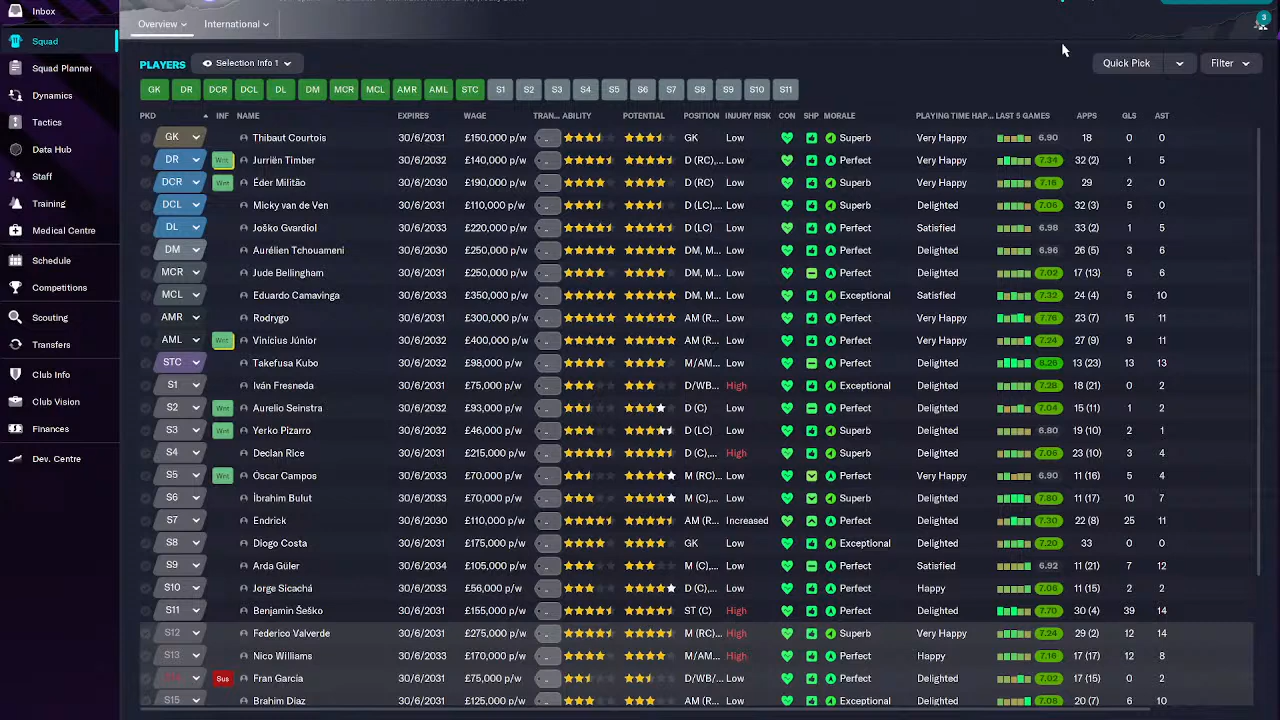 Inbox
Squad
Squad Planner
Dynamics
Tactics
Data Hub
Staff
Training
Medical Centre
Schedule
Competitions
Scouting
Transfers
Club Info
Club Vision
Finances
Dev. Centre
Overview International
3
PLAYERS Selection Info 1 Quick Pick Filter
GK DR DCR DCL DL DM MCR MCL AMR AML STC S1 S2 S3 S4 S5 S6 S7 S8 S9 S10 S11
PKD INF NAME EXPIRES WAGE TRAN... ABILITY POTENTIAL POSITION INJURY RISK CON SHP MORALE PLAYING TIME HAP... LAST 5 GAMES APPS GLS AST
GK Thibaut Courtois 30/6/2031 £150,000 p/w GK Low Superb Very Happy 6.90 18 0 0
DR Wnt Jurriën Timber 30/6/2032 £140,000 p/w D (RC),... Low Perfect Very Happy 7.34 32 (2) 1 5
DCR Wnt Éder Militão 30/6/2030 £190,000 p/w D (RC) Low Superb Very Happy 7.16 29 2 0
DCL Micky van de Ven 30/6/2031 £110,000 p/w D (LC),... Low Superb Delighted 7.06 32 (3) 5 0
DL Joško Gvardiol 30/6/2033 £220,000 p/w D (LC) Low Perfect Satisfied 6.98 33 (2) 1 5
DM Aurélien Tchouameni 30/6/2030 £250,000 p/w DM, M... Low Perfect Delighted 6.96 26 (5) 3 6
MCR Jude Bellingham 30/6/2031 £250,000 p/w DM, M... Low Perfect Delighted 7.02 17 (13) 5 6
MCL Eduardo Camavinga 30/6/2033 £350,000 p/w DM, M... Low Exceptional Satisfied 7.32 24 (4) 5 10
AMR Rodrygo 30/6/2033 £300,000 p/w AM (R... Low Perfect Very Happy 7.76 23 (7) 15 11
AML Wnt Vinícius Júnior 30/6/2032 £400,000 p/w AM (R... Low Perfect Very Happy 7.24 27 (9) 9 11
STC Takefusa Kubo 30/6/2032 £98,000 p/w M/AM... Low Perfect Delighted 8.26 13 (23) 13 13
S1 Iván Fresneda 30/6/2031 £75,000 p/w D/WB... High Exceptional Delighted 7.28 18 (21) 0 2
S2 Wnt Aurelio Seinstra 30/6/2032 £93,000 p/w D (C) Low Perfect Delighted 7.04 15 (11) 1 2
S3 Wnt Yerko Pizarro 30/6/2032 £46,000 p/w D (LC) Low Superb Delighted 6.80 19 (10) 2 1
S4 Declan Rice 30/6/2031 £215,000 p/w DM, M... High Superb Delighted 7.06 23 (10) 3 4
S5 Wnt Óscar Campos 30/6/2031 £70,000 p/w M (RC)... Low Perfect Delighted 6.90 11 (16) 5 4
S6 İbrahim Bulut 30/6/2031 £70,000 p/w M (C),... Low Superb Delighted 7.80 11 (17) 10 7
S7 Endrick 30/6/2030 £110,000 p/w AM (R... Increased Perfect Delighted 7.30 22 (8) 25 11
S8 Diogo Costa 30/6/2033 £175,000 p/w GK Low Exceptional Delighted 7.20 33 0 0
S9 Arda Güler 30/6/2034 £105,000 p/w M (C),... Low Perfect Satisfied 6.92 11 (21) 7 12
S10 Jorge Sicachá 30/6/2033 £56,000 p/w D (C),... Low Perfect Happy 7.06 11 (15) 2 2
S11 Benjamin Šeško 30/6/2031 £155,000 p/w ST (C) High Perfect Delighted 7.70 30 (4) 39 14
S12 Federico Valverde 30/6/2031 £275,000 p/w M (RC)... High Superb Very Happy 7.24 29 (2) 12 14
S13 Nico Williams 30/6/2033 £170,000 p/w M/AM... High Perfect Happy 7.16 17 (17) 12 8
Sus Fran García 30/6/2031 £75,000 p/w D/WB/... Low Perfect Delighted 7.02 17 (15) 0 2
S15 Brahim Díaz 30/6/2031 £125,000 p/w AM (R... Low Perfect Delighted 7.08 20 (7) 6 10